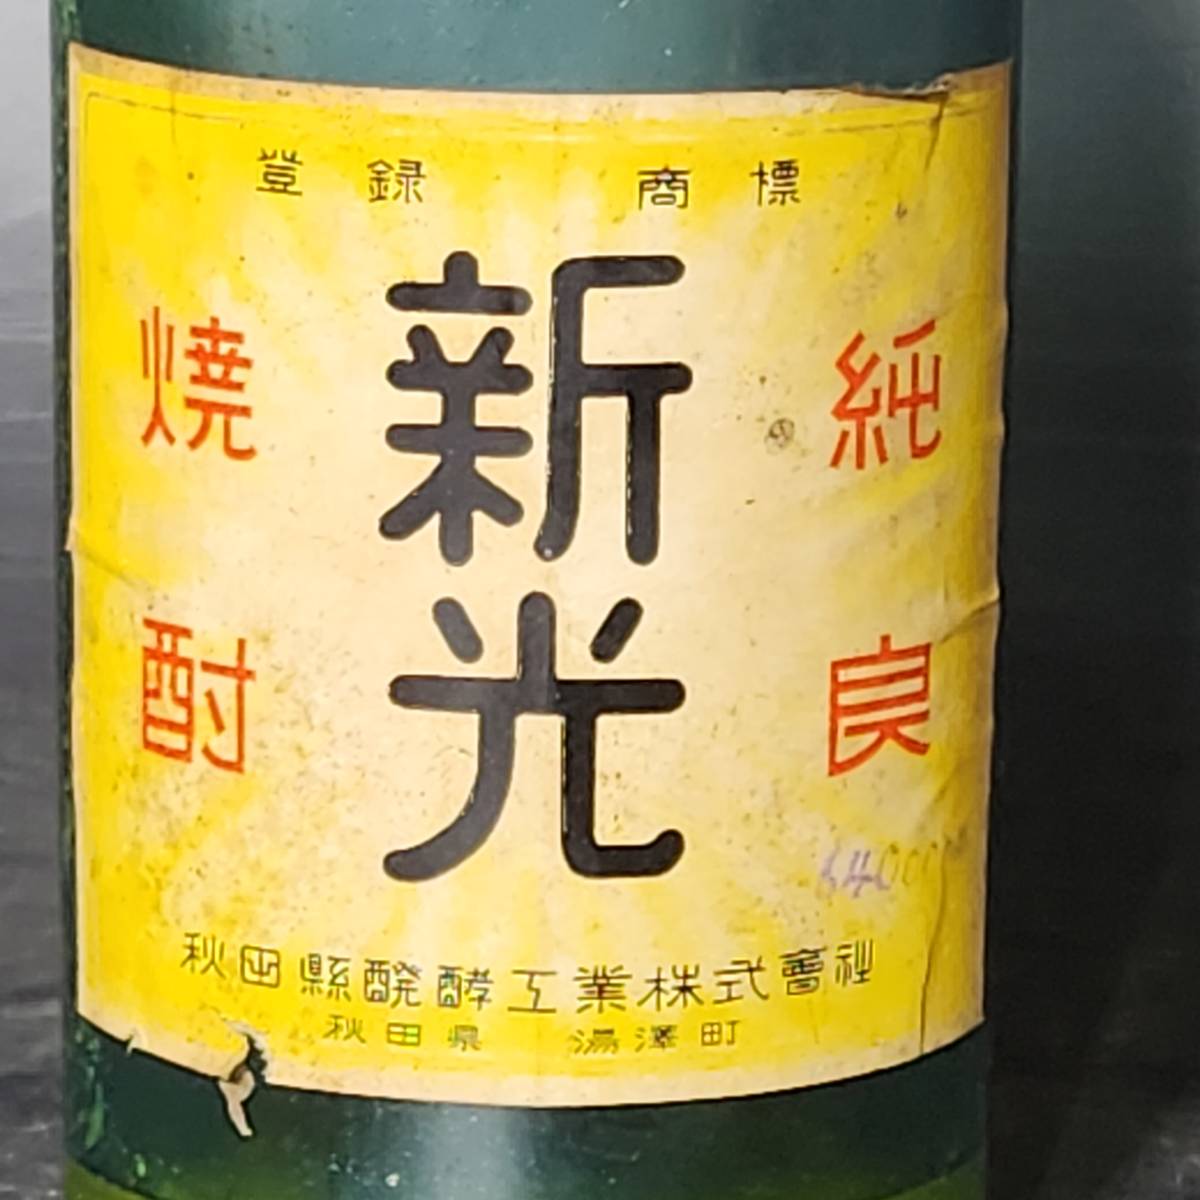 登録 商標
純良
新光
焼酎
秋田縣醗酵工業株式會社
秋田県 湯澤町